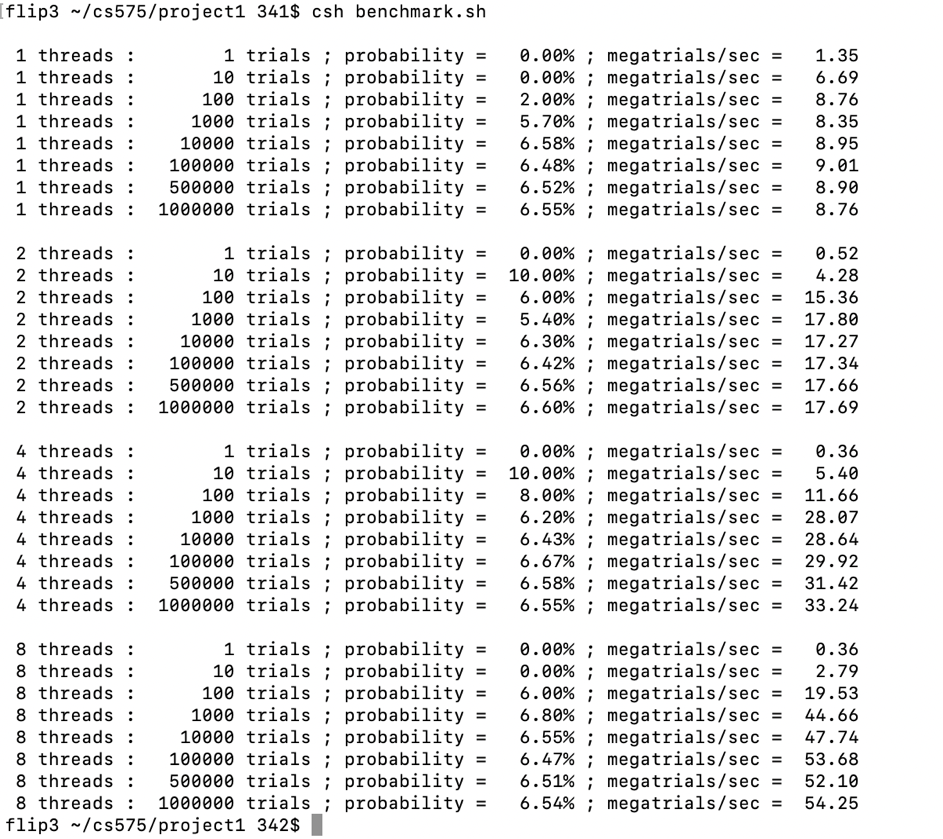 [flip3 ~/cs575/project1 341$ csh benchmark.sh
1 threads : 1 trials ; probability = 0.00% ; megatrials/sec = 1.35
1 threads : 10 trials ; probability = 0.00% ; megatrials/sec = 6.69
1 threads : 100 trials ; probability = 2.00% ; megatrials/sec = 8.76
1 threads : 1000 trials ; probability = 5.70% ; megatrials/sec = 8.35
1 threads : 10000 trials ; probability = 6.58% ; megatrials/sec = 8.95
1 threads : 100000 trials ; probability = 6.48% ; megatrials/sec = 9.01
1 threads : 500000 trials ; probability = 6.52% ; megatrials/sec = 8.90
1 threads : 1000000 trials ; probability = 6.55% ; megatrials/sec = 8.76
2 threads : 1 trials ; probability = 0.00% ; megatrials/sec = 0.52
2 threads : 10 trials ; probability = 10.00% ; megatrials/sec = 4.28
2 threads : 100 trials ; probability = 6.00% ; megatrials/sec = 15.36
2 threads : 1000 trials ; probability = 5.40% ; megatrials/sec = 17.80
2 threads : 10000 trials ; probability = 6.30% ; megatrials/sec = 17.27
2 threads : 100000 trials ; probability = 6.42% ; megatrials/sec = 17.34
2 threads : 500000 trials ; probability = 6.56% ; megatrials/sec = 17.66
2 threads : 1000000 trials ; probability = 6.60% ; megatrials/sec = 17.69
4 threads : 1 trials ; probability = 0.00% ; megatrials/sec = 0.36
4 threads : 10 trials ; probability = 10.00% ; megatrials/sec = 5.40
4 threads : 100 trials ; probability = 8.00% ; megatrials/sec = 11.66
4 threads : 1000 trials ; probability = 6.20% ; megatrials/sec = 28.07
4 threads : 10000 trials ; probability = 6.43% ; megatrials/sec = 28.64
4 threads : 100000 trials ; probability = 6.67% ; megatrials/sec = 29.92
4 threads : 500000 trials ; probability = 6.58% ; megatrials/sec = 31.42
4 threads : 1000000 trials ; probability = 6.55% ; megatrials/sec = 33.24
8 threads : 1 trials ; probability = 0.00% ; megatrials/sec = 0.36
8 threads : 10 trials ; probability = 0.00% ; megatrials/sec = 2.79
8 threads : 100 trials ; probability = 6.00% ; megatrials/sec = 19.53
8 threads : 1000 trials ; probability = 6.80% ; megatrials/sec = 44.66
8 threads : 10000 trials ; probability = 6.55% ; megatrials/sec = 47.74
8 threads : 100000 trials ; probability = 6.47% ; megatrials/sec = 53.68
8 threads : 500000 trials ; probability = 6.51% ; megatrials/sec = 52.10
8 threads : 1000000 trials ; probability = 6.54% ; megatrials/sec = 54.25
flip3 ~/cs575/project1 342$